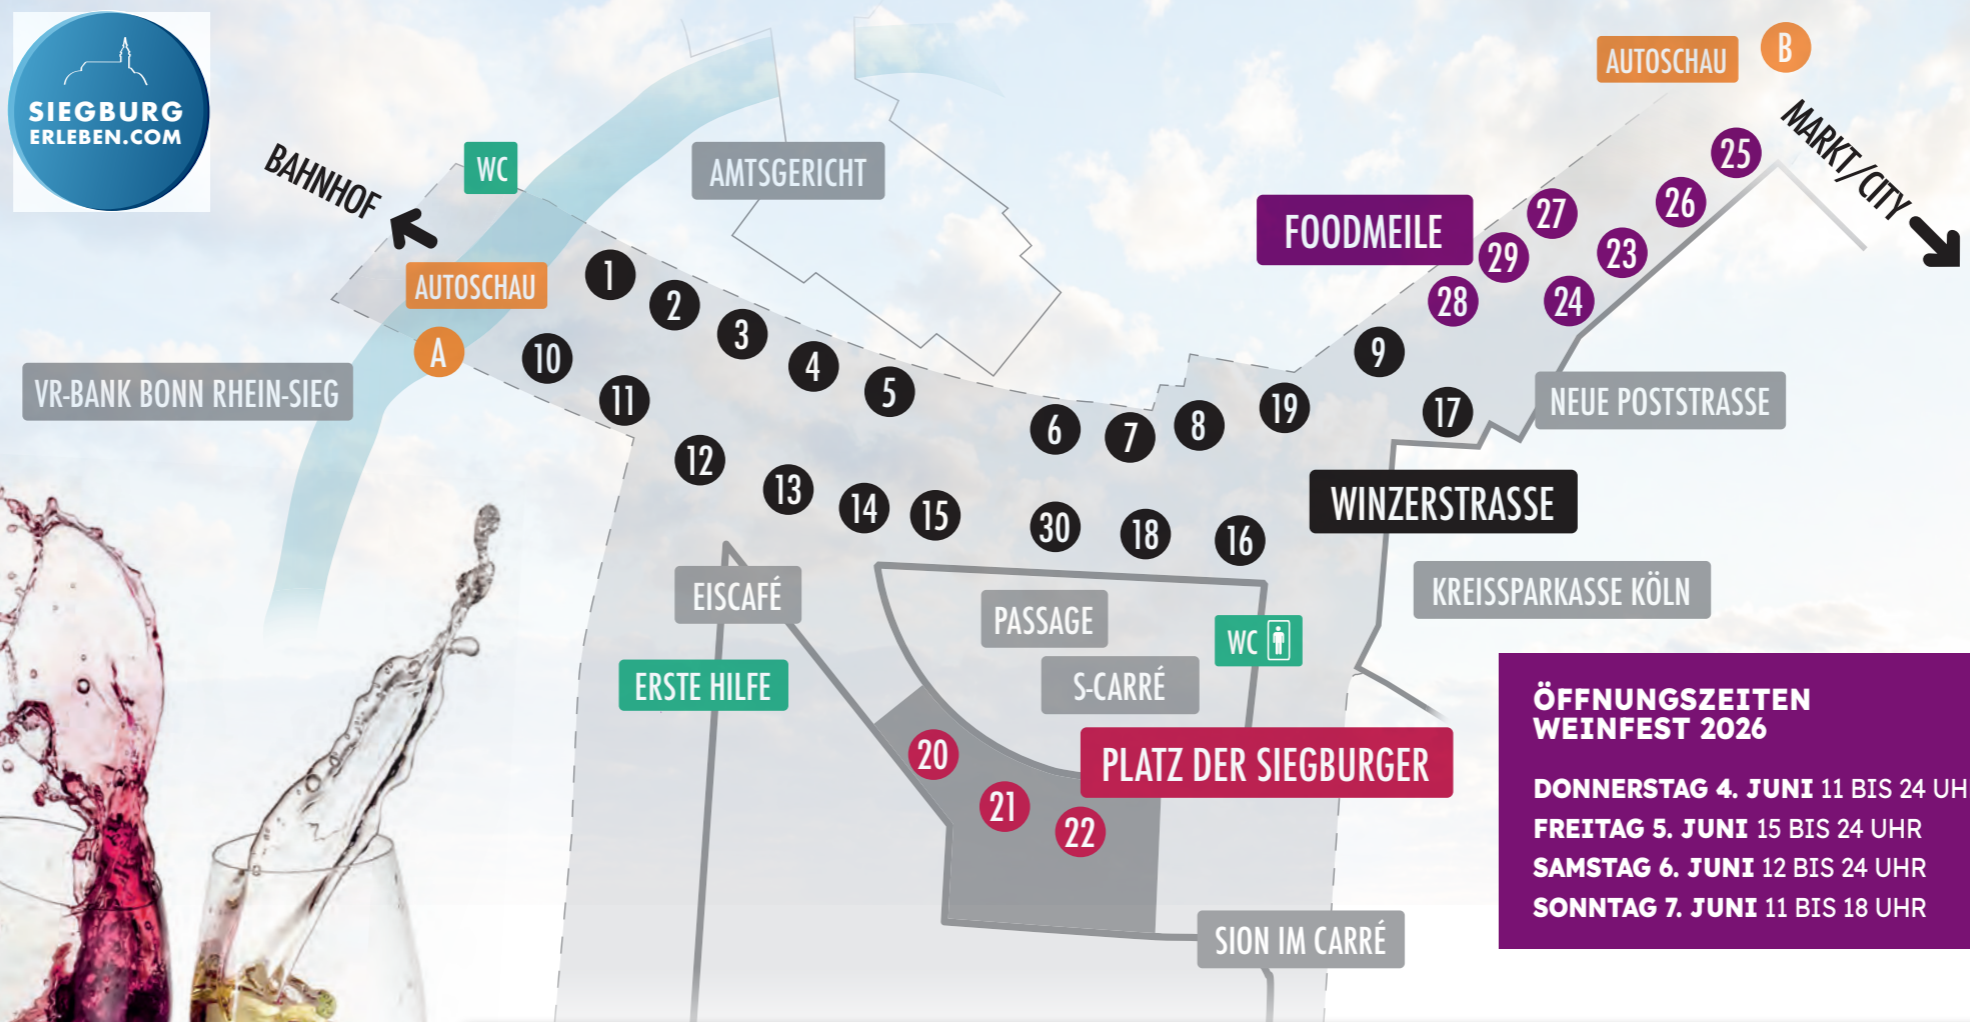 SIEGBURG
ERLEBEN.COM
BAHNHOF
WC
AMTSGERICHT
AUTOSCHAU
B
MARKT/CITY
FOODMEILE
25
26
27
23
29
28
24
AUTOSCHAU
A
VR-BANK BONN RHEIN-SIEG
1
2
3
4
5
6
7
8
19
9
17
NEUE POSTSTRASSE
10
11
12
13
14
15
30
18
16
WINZERSTRASSE
KREISSPARKASSE KÖLN
EISCAFÉ
PASSAGE
WC
S-CARRÉ
ERSTE HILFE
PLATZ DER SIEGBURGER
20
21
22
SION IM CARRÉ
ÖFFNUNGSZEITEN
WEINFEST 2026
DONNERSTAG 4. JUNI 11 BIS 24 UH
FREITAG 5. JUNI 15 BIS 24 UHR
SAMSTAG 6. JUNI 12 BIS 24 UHR
SONNTAG 7. JUNI 11 BIS 18 UHR